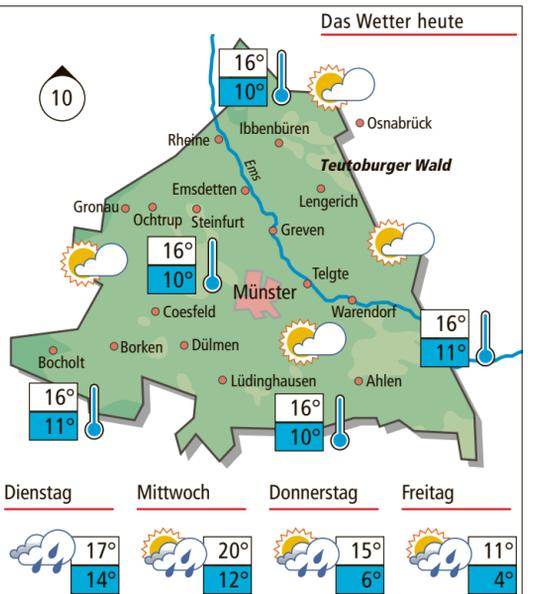 Das Wetter heute
16°
10°
10
Ibbenbüren
Osnabrück
Rheine
Teutoburger Wald
Ems
Emsdetten
Lengerich
Gronau
Ochtrup
Steinfurt
Greven
16°
10°
Telgte
Münster
Warendorf
Coesfeld
16°
11°
Bocholt
Borken
Dülmen
Lüdinghausen
Ahlen
16°
11°
16°
10°
Dienstag
Mittwoch
Donnerstag
Freitag
17°
14°
20°
12°
15°
6°
11°
4°